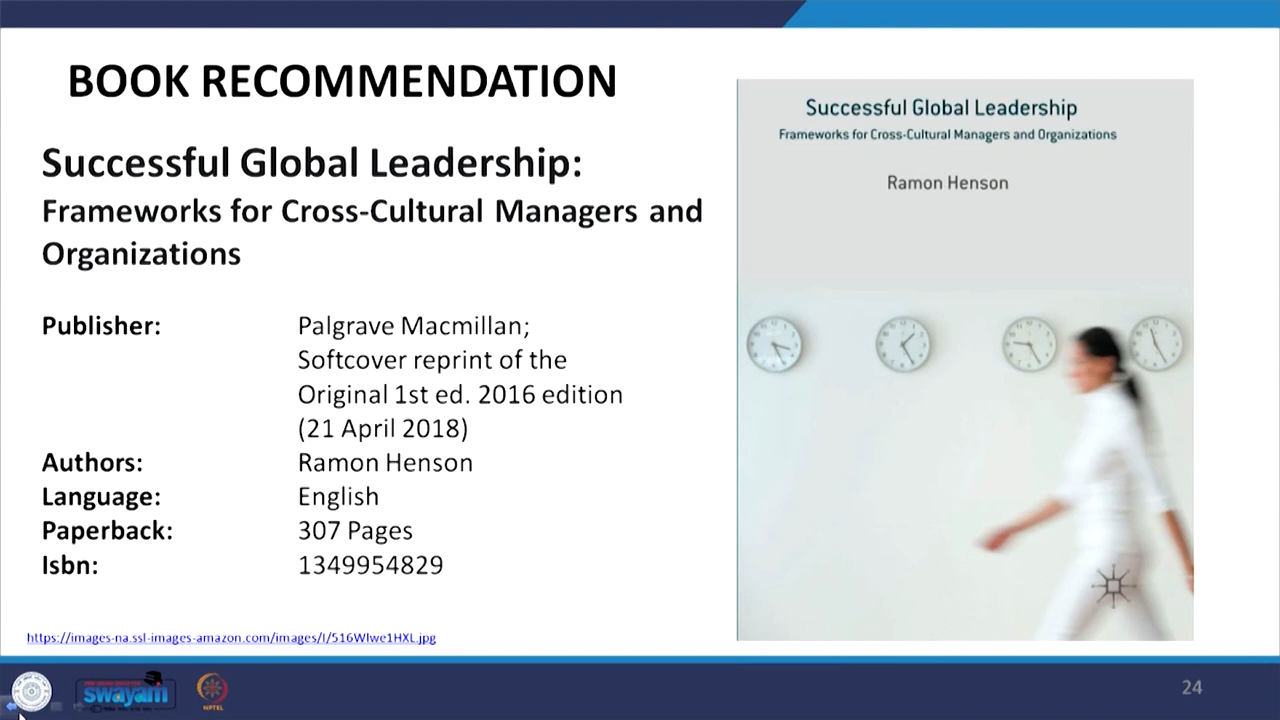 BOOK RECOMMENDATION
Successful Global Leadership:
Frameworks for Cross-Cultural Managers and
Organizations
Publisher: Palgrave Macmillan;
Softcover reprint of the
Original 1st ed. 2016 edition
(21 April 2018)
Authors: Ramon Henson
Language: English
Paperback: 307 Pages
Isbn: 1349954829
https://images-na.ssl-images-amazon.com/images/I/516Wlwe1HXL.jpg
Successful Global Leadership
Frameworks for Cross-Cultural Managers and Organizations
Ramon Henson
swayam
NPTEL
24